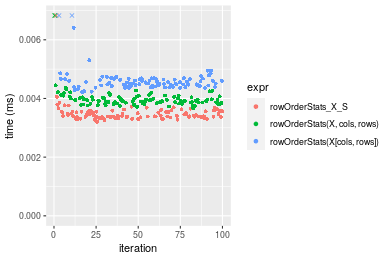 0.006
0.004
0.002
0.000
time (ms)
0
25
50
75
100
iteration
expr
rowOrderStats_X_S
rowOrderStats(X, cols, rows)
rowOrderStats(X[cols, rows])